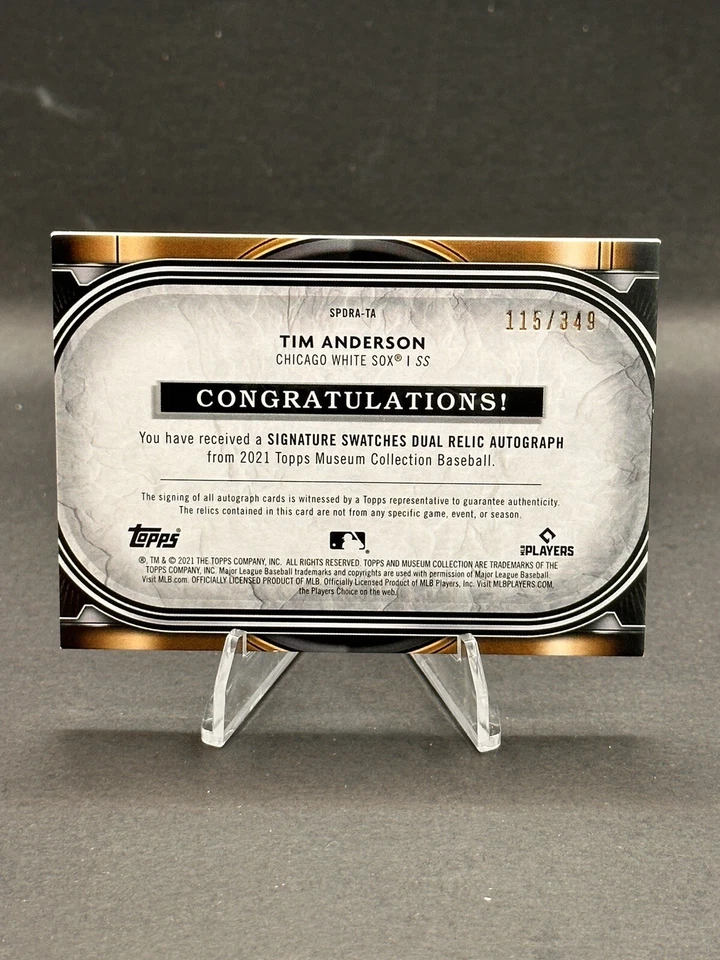 SPDRA-TA
115/349
TIM ANDERSON
CHICAGO WHITE SOX® | SS
CONGRATULATIONS!
You have received a SIGNATURE SWATCHES DUAL RELIC AUTOGRAPH
from 2021 Topps Museum Collection Baseball.
The signing of all autograph cards is witnessed by a Topps representative to guarantee authenticity.
The relics contained in this card are not from any specific game, event, or season.
Topps®
MLB PLAYERS
®, TM & © 2021 THE TOPPS COMPANY, INC. ALL RIGHTS RESERVED. TOPPS AND MUSEUM COLLECTION ARE TRADEMARKS OF THE
TOPPS COMPANY, INC. Major League Baseball trademarks and copyrights are used with permission of Major League Baseball.
Visit MLB.com. OFFICIALLY LICENSED PRODUCT OF MLB. Officially Licensed Product of MLB Players, Inc. Visit MLBPLAYERS.COM,
the Players Choice on the web.